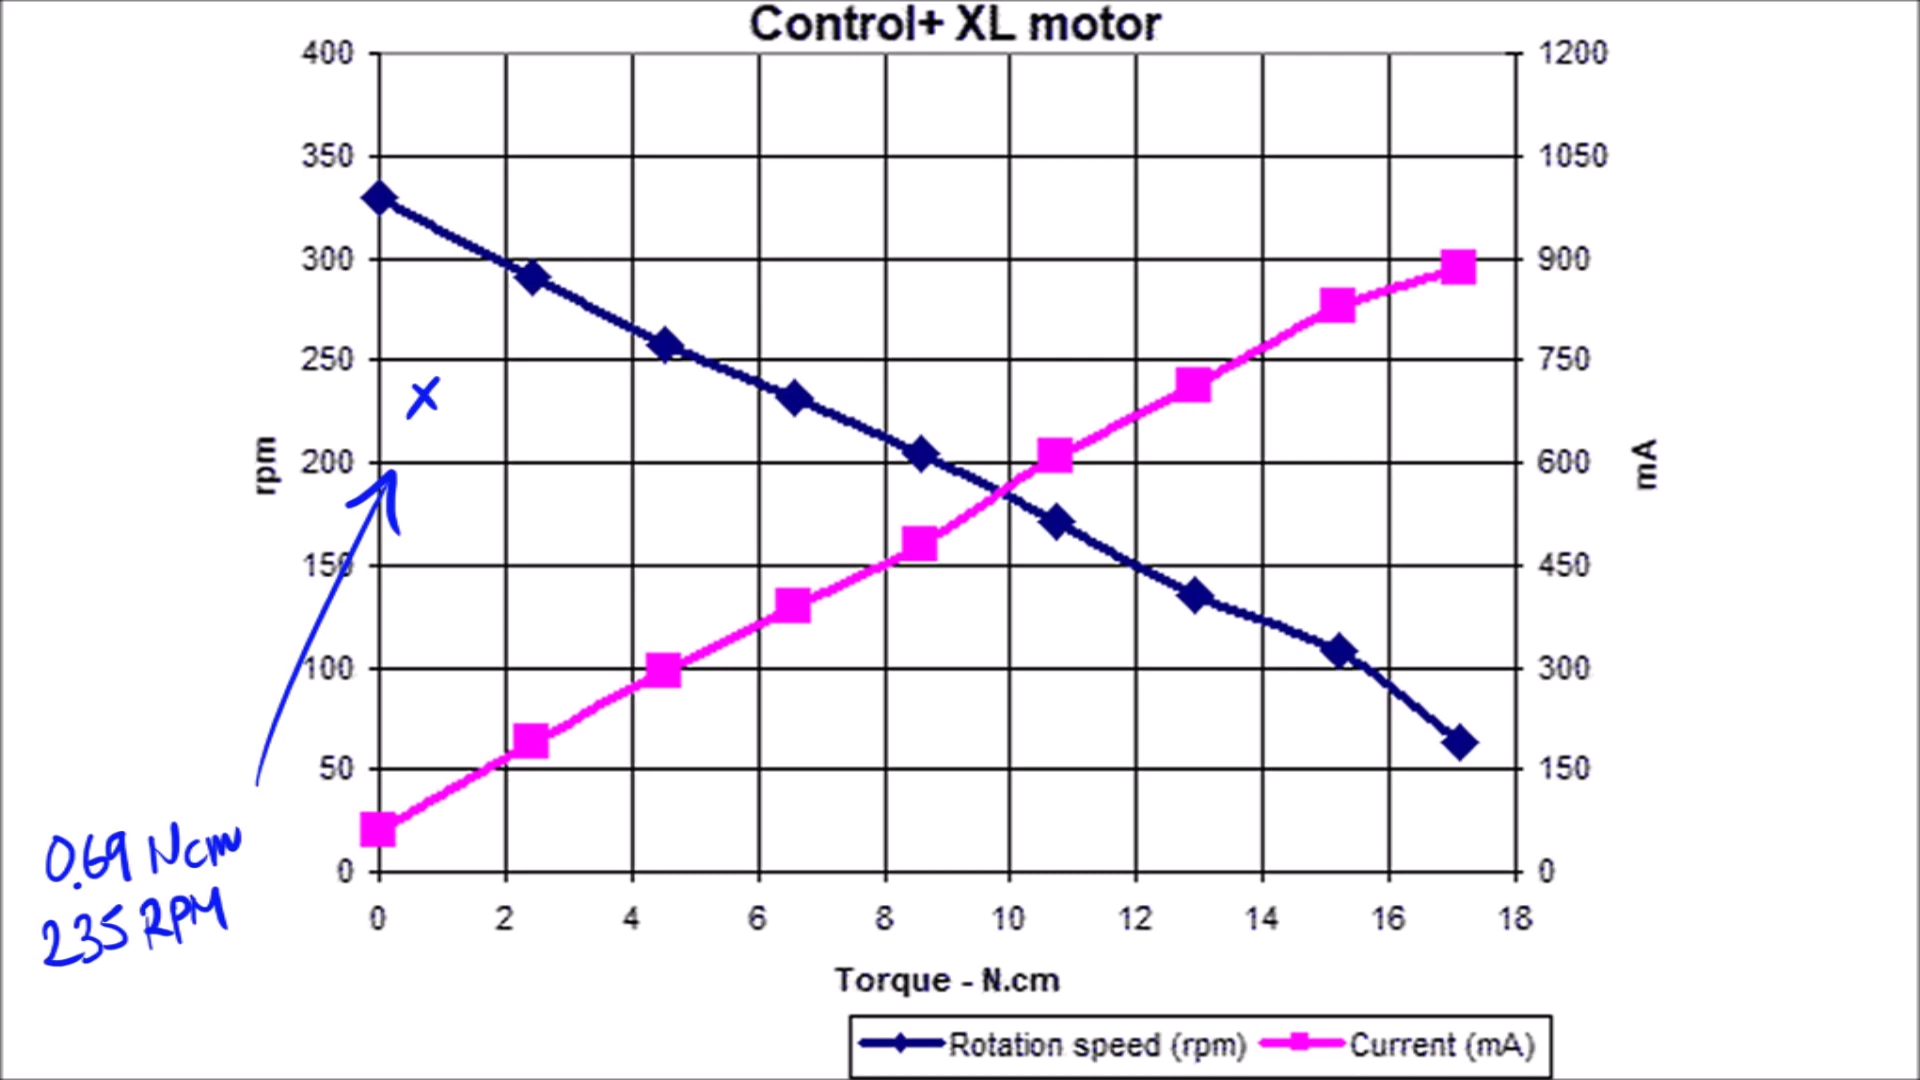 Control+ XL motor
400
350
300
250
200
150
100
50
0
rpm
1200
1050
900
750
600
450
300
150
0
mA
0 2 4 6 8 10 12 14 16 18
Torque - N.cm
Rotation speed (rpm) Current (mA)
0.69 Ncm
235 RPM